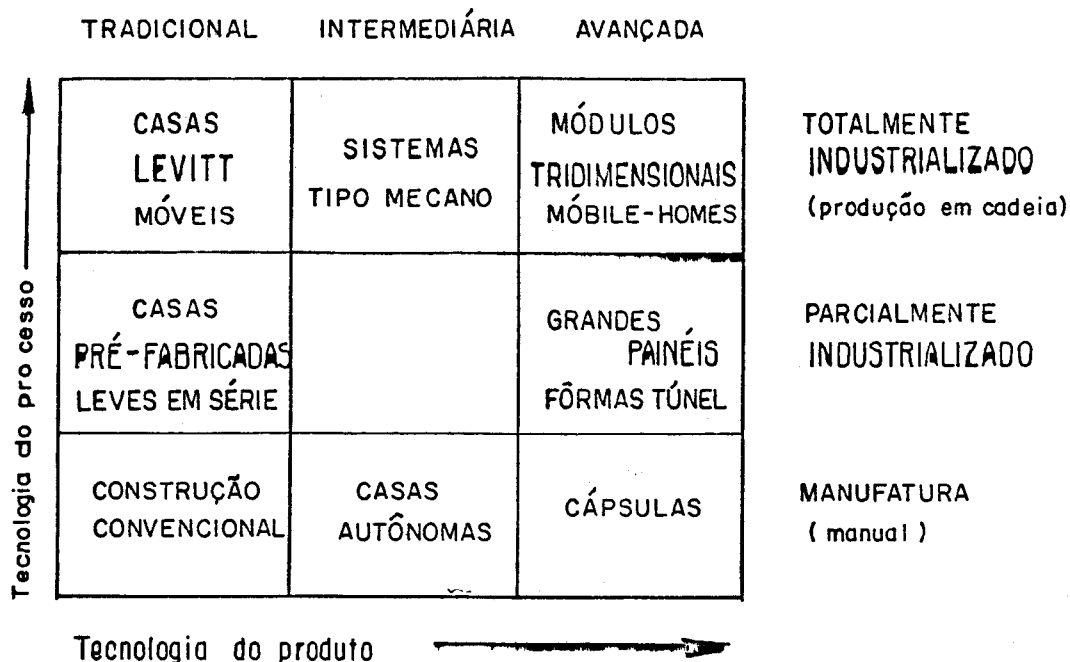 TRADICIONAL INTERMEDIÁRIA AVANÇADA
CASAS
LEVITT
MÓVEIS
SISTEMAS
TIPO MECANO
MÓDULOS
TRIDIMENSIONAIS
MÓBILE-HOMES
TOTALMENTE
INDUSTRIALIZADO
(produção em cadeia)
CASAS
PRÉ-FABRICADAS
LEVES EM SÉRIE
GRANDES
PAINÉIS
FÔRMAS TÚNEL
PARCIALMENTE
INDUSTRIALIZADO
CONSTRUÇÃO
CONVENCIONAL
CASAS
AUTÔNOMAS
CÁPSULAS
MANUFATURA
(manual)
Tecnologia do processo
Tecnologia do produto